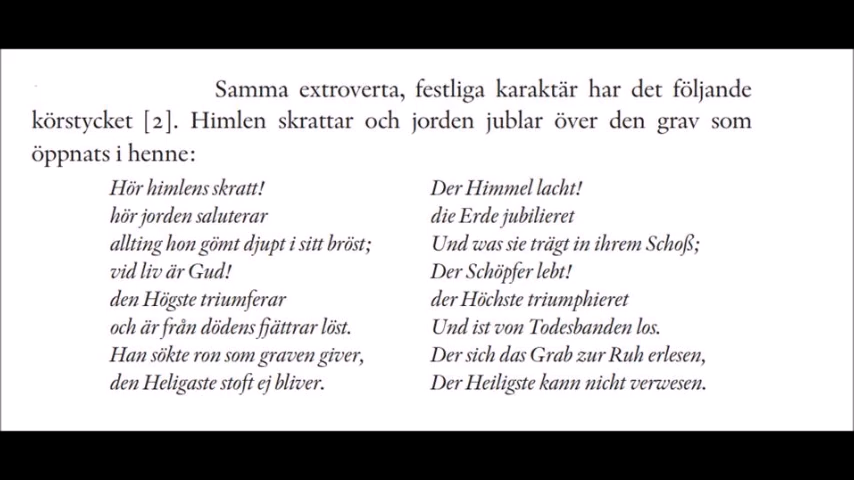 Samma extroverta, festliga karaktär har det följande
körstycket [2]. Himlen skrattar och jorden jublar över den grav som
öppnats i henne:
Hör himlens skratt!
hör jorden saluterar
allting hon gömt djupt i sitt bröst;
vid liv är Gud!
den Högste triumferar
och är från dödens fjättrar löst.
Han sökte ron som graven giver,
den Heligaste stoft ej bliver.
Der Himmel lacht!
die Erde jubilieret
Und was sie trägt in ihrem Schoß;
Der Schöpfer lebt!
der Höchste triumphieret
Und ist von Todesbanden los.
Der sich das Grab zur Ruh erlesen,
Der Heiligste kann nicht verwesen.